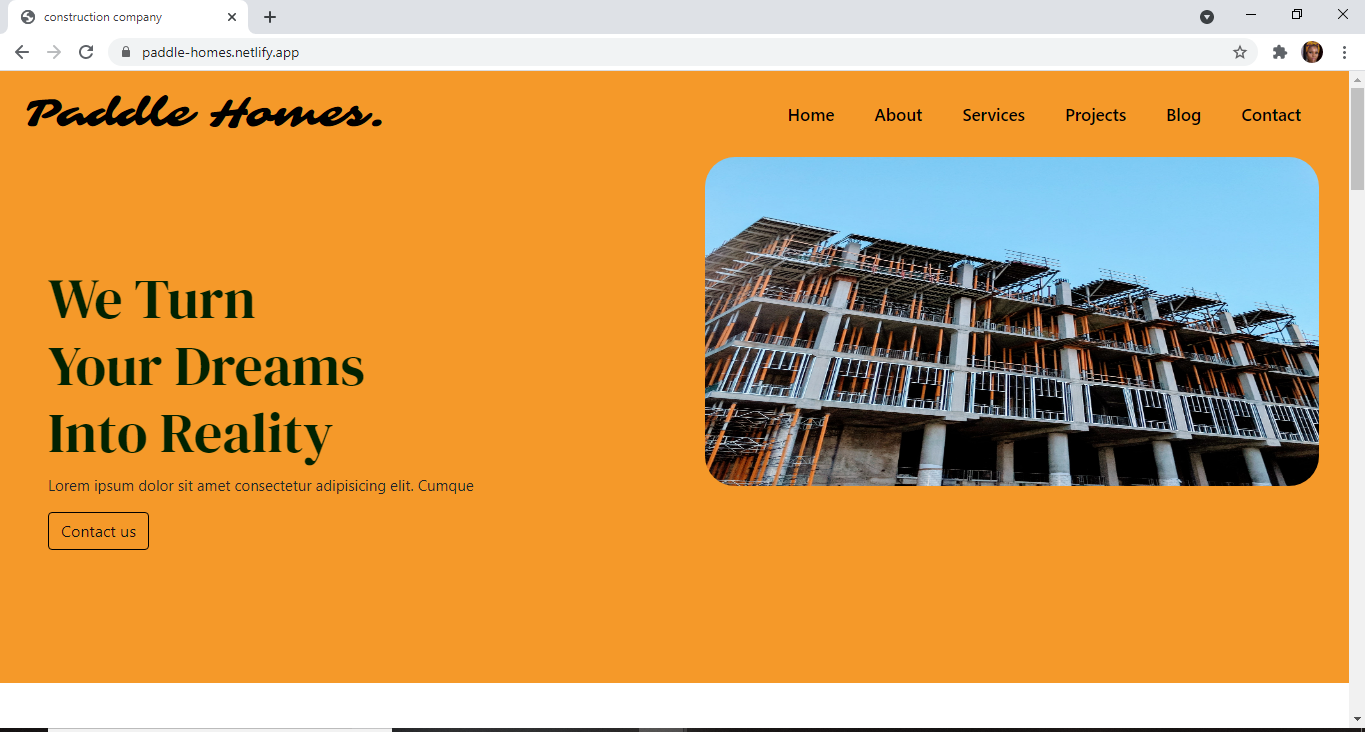 construction company
paddle-homes.netlify.app
Paddle Homes.
Home About Services Projects Blog Contact
We Turn
Your Dreams
Into Reality
Lorem ipsum dolor sit amet consectetur adipisicing elit. Cumque
Contact us